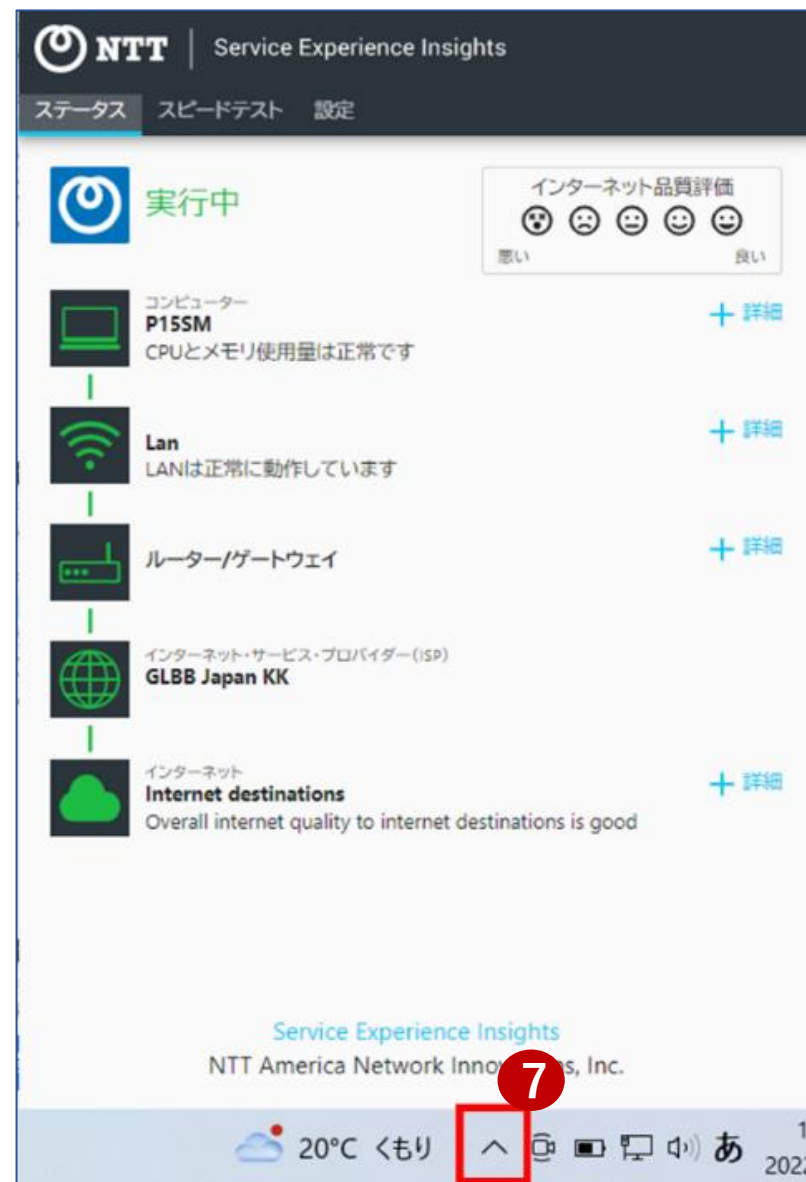 NTT | Service Experience Insights
ステータス スピードテスト 設定
実行中
インターネット品質評価
悪い 良い
コンピューター
P15SM
+ 詳細
CPUとメモリ使用量は正常です
Lan
+ 詳細
LANは正常に動作しています
ルーター/ゲートウェイ
+ 詳細
インターネット・サービス・プロバイダー(ISP)
GLBB Japan KK
インターネット
Internet destinations
+ 詳細
Overall internet quality to internet destinations is good
Service Experience Insights
NTT America Network Inc.
7
20°C くもり あ
2022